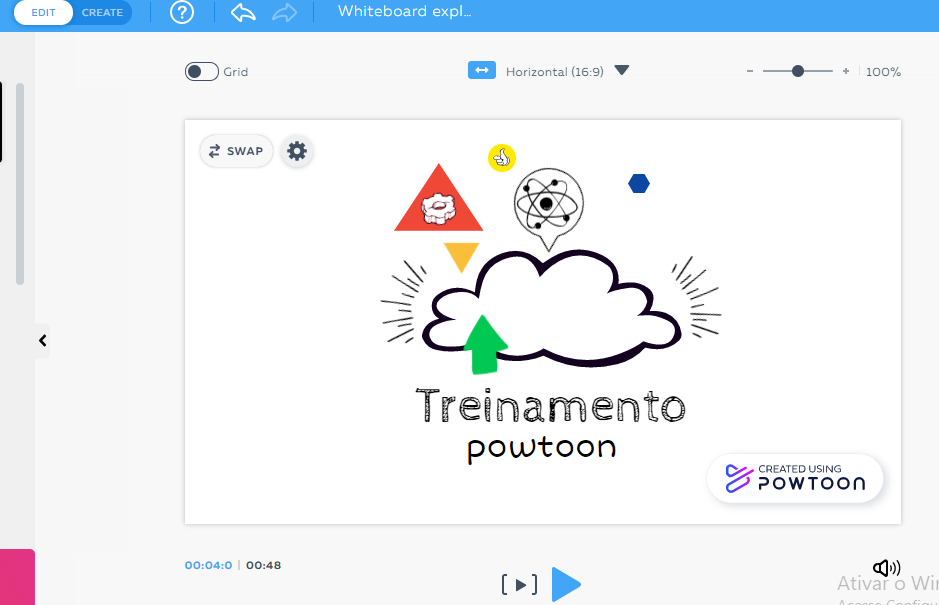 EDIT CREATE ? Whiteboard expl...
Grid Horizontal (16:9) - + 100%
SWAP
Treinamento
powtoon
CREATED USING
POWTOON
00:04:0 | 00:48
Ativar o Win